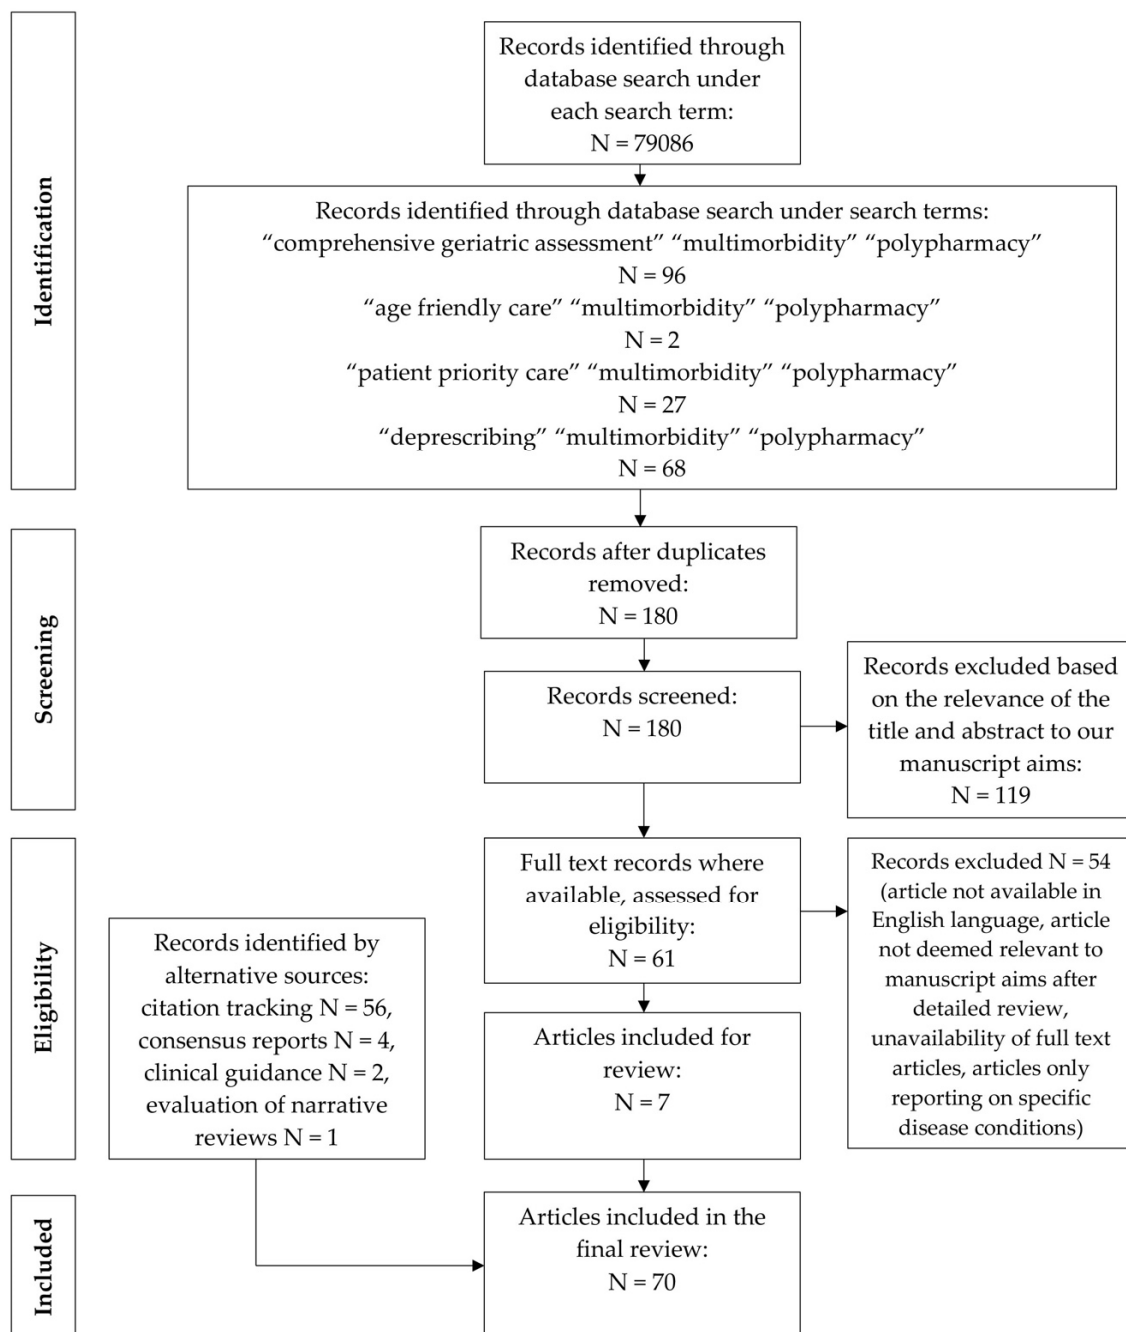 Identification
Records identified through
database search under
each search term:
N = 79086
Records identified through database search under search terms:
“comprehensive geriatric assessment” “multimorbidity” “polypharmacy”
N = 96
“age friendly care” “multimorbidity” “polypharmacy”
N = 2
“patient priority care” “multimorbidity” “polypharmacy”
N = 27
“deprescribing” “multimorbidity” “polypharmacy”
N = 68
Screening
Records after duplicates
removed:
N = 180
Records screened:
N = 180
Records excluded based
on the relevance of the
title and abstract to our
manuscript aims:
N = 119
Eligibility
Full text records where
available, assessed for
eligibility:
N = 61
Records excluded N = 54
(article not available in
English language, article
not deemed relevant to
manuscript aims after
detailed review,
unavailability of full text
articles, articles only
reporting on specific
disease conditions)
Records identified by
alternative sources:
citation tracking N = 56,
consensus reports N = 4,
clinical guidance N = 2,
evaluation of narrative
reviews N = 1
Articles included for
review:
N = 7
Included
Articles included in the
final review:
N = 70